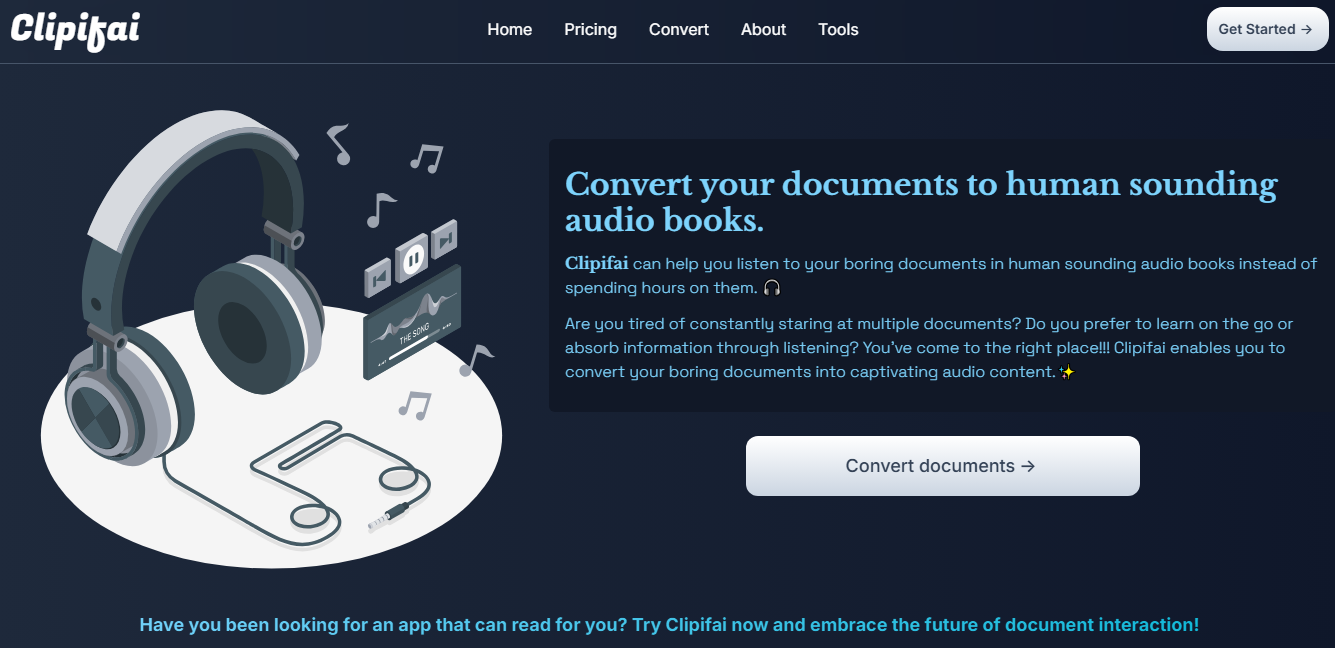 Clipifai
Home
Pricing
Convert
About
Tools
Get Started →
THE SONG
Convert your documents to human sounding
audio books.
Clipifai can help you listen to your boring documents in human sounding audio books instead of
spending hours on them. 🎧
Are you tired of constantly staring at multiple documents? Do you prefer to learn on the go or
absorb information through listening? You've come to the right place!!! Clipifai enables you to
convert your boring documents into captivating audio content. ✨
Convert documents →
Have you been looking for an app that can read for you? Try Clipifai now and embrace the future of document interaction!